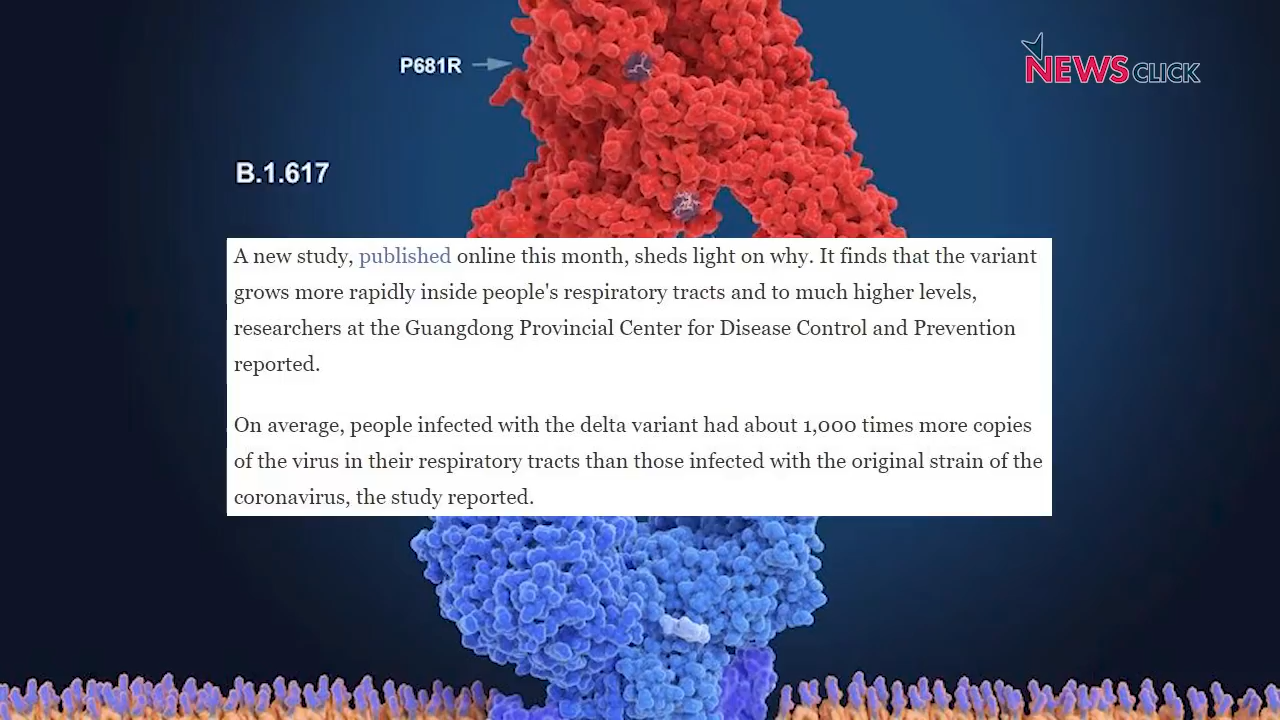 P681R
NEWSCLICK
B.1.617
A new study, published online this month, sheds light on why. It finds that the variant
grows more rapidly inside people's respiratory tracts and to much higher levels,
researchers at the Guangdong Provincial Center for Disease Control and Prevention
reported.
On average, people infected with the delta variant had about 1,000 times more copies
of the virus in their respiratory tracts than those infected with the original strain of the
coronavirus, the study reported.